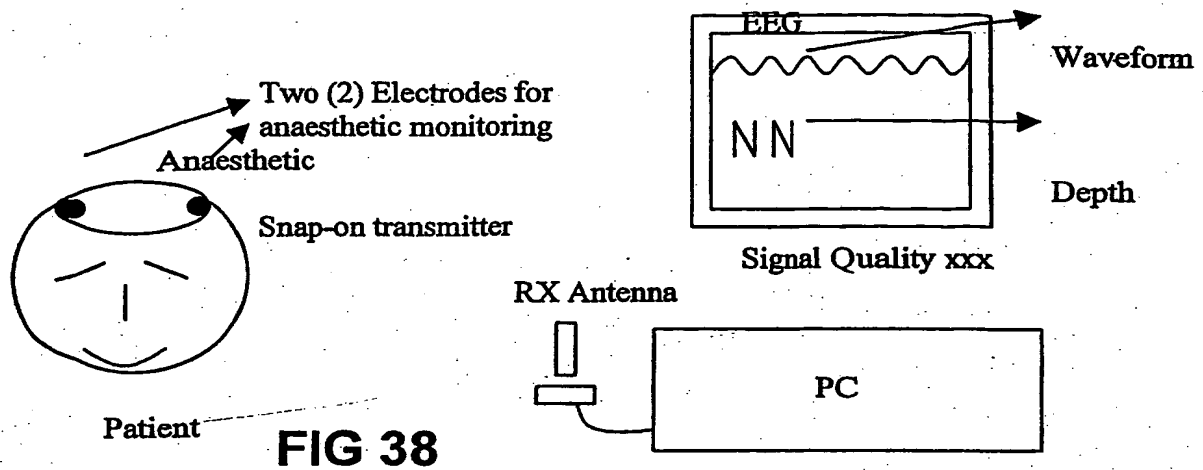 EEG
Waveform
Two (2) Electrodes for
anaesthetic monitoring
Anaesthetic
NN
Depth
Snap-on transmitter
Signal Quality xxx
RX Antenna
PC
Patient
FIG 38